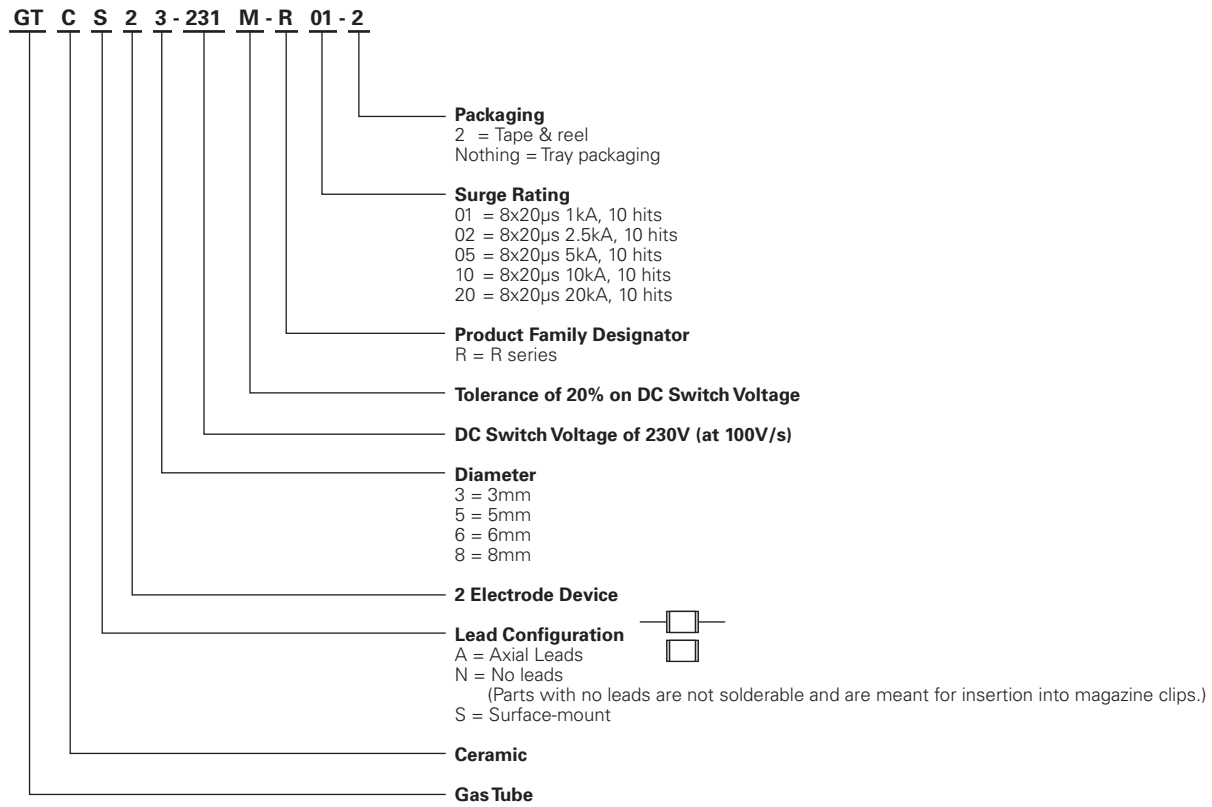 GT C S 2 3 - 231 M - R 01 - 2
Packaging
2 = Tape & reel
Nothing = Tray packaging
Surge Rating
01 = 8x20µs 1kA, 10 hits
02 = 8x20µs 2.5kA, 10 hits
05 = 8x20µs 5kA, 10 hits
10 = 8x20µs 10kA, 10 hits
20 = 8x20µs 20kA, 10 hits
Product Family Designator
R = R series
Tolerance of 20% on DC Switch Voltage
DC Switch Voltage of 230V (at 100V/s)
Diameter
3 = 3mm
5 = 5mm
6 = 6mm
8 = 8mm
2 Electrode Device
Lead Configuration
A = Axial Leads
N = No leads
(Parts with no leads are not solderable and are meant for insertion into magazine clips.)
S = Surface-mount
Ceramic
Gas Tube